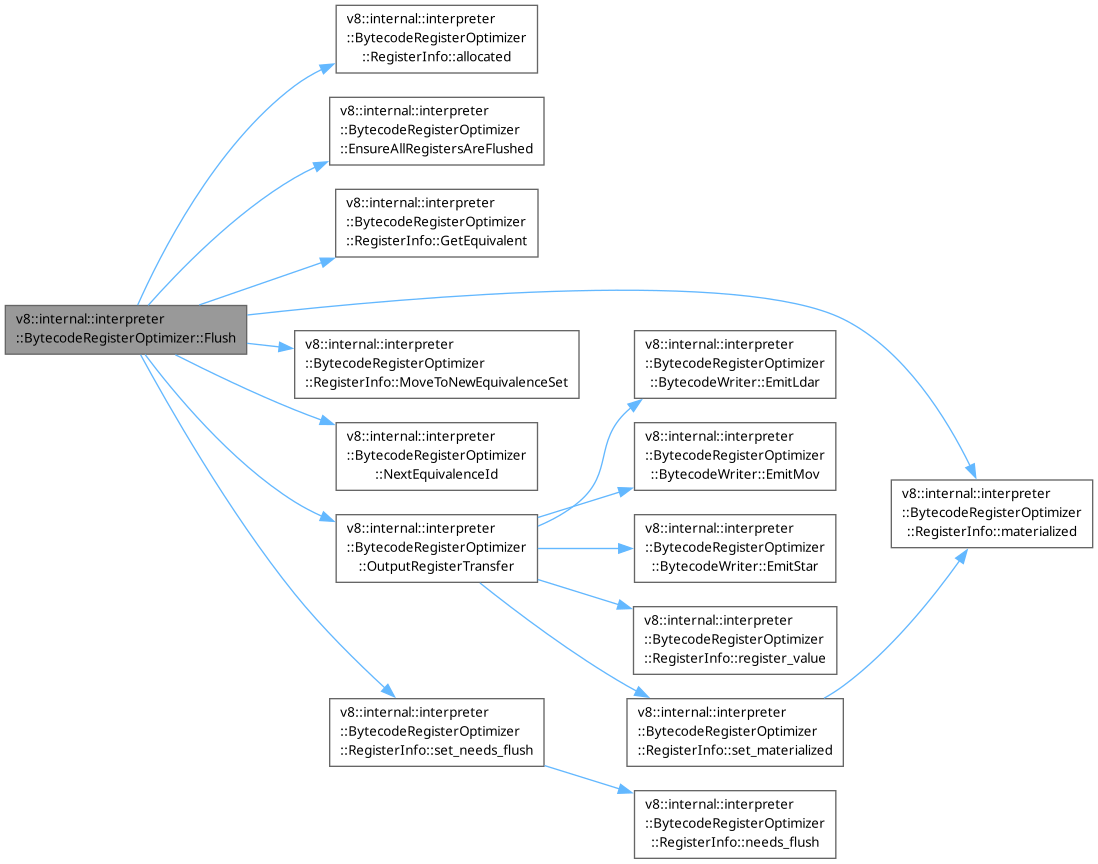 v8::internal::interpreter
::BytecodeRegisterOptimizer
::RegisterInfo::allocated
v8::internal::interpreter
::BytecodeRegisterOptimizer
::EnsureAllRegistersAreFlushed
v8::internal::interpreter
::BytecodeRegisterOptimizer
::RegisterInfo::GetEquivalent
v8::internal::interpreter
::BytecodeRegisterOptimizer::Flush
v8::internal::interpreter
::BytecodeRegisterOptimizer
::RegisterInfo::MoveToNewEquivalenceSet
v8::internal::interpreter
::BytecodeRegisterOptimizer
::BytecodeWriter::EmitLdar
v8::internal::interpreter
::BytecodeRegisterOptimizer
::NextEquivalenceId
v8::internal::interpreter
::BytecodeRegisterOptimizer
::BytecodeWriter::EmitMov
v8::internal::interpreter
::BytecodeRegisterOptimizer
::RegisterInfo::materialized
v8::internal::interpreter
::BytecodeRegisterOptimizer
::OutputRegisterTransfer
v8::internal::interpreter
::BytecodeRegisterOptimizer
::BytecodeWriter::EmitStar
v8::internal::interpreter
::BytecodeRegisterOptimizer
::RegisterInfo::register_value
v8::internal::interpreter
::BytecodeRegisterOptimizer
::RegisterInfo::set_needs_flush
v8::internal::interpreter
::BytecodeRegisterOptimizer
::RegisterInfo::set_materialized
v8::internal::interpreter
::BytecodeRegisterOptimizer
::RegisterInfo::needs_flush